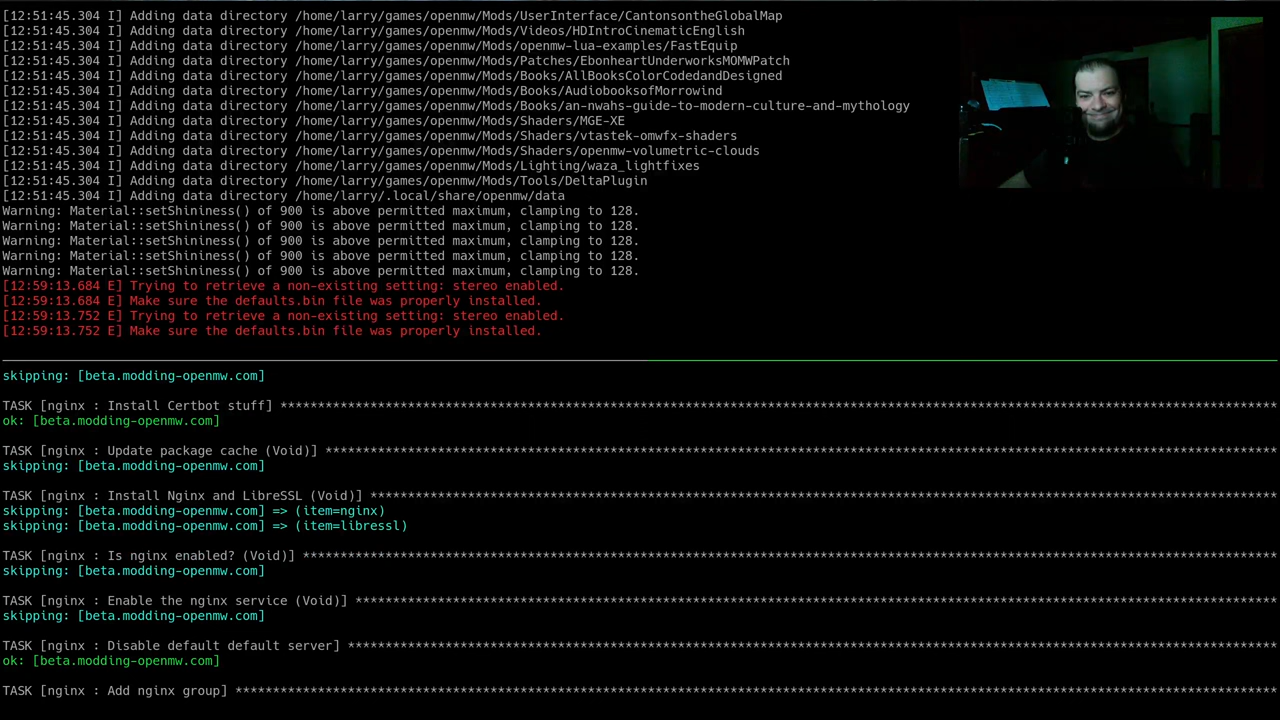 [12:51:45.304 I] Adding data directory /home/larry/games/openmw/Mods/UserInterface/CantonsontheGlobalMap
[12:51:45.304 I] Adding data directory /home/larry/games/openmw/Mods/Videos/HDIntroCinematicEnglish
[12:51:45.304 I] Adding data directory /home/larry/games/openmw/Mods/openmw-lua-examples/FastEquip
[12:51:45.304 I] Adding data directory /home/larry/games/openmw/Mods/Patches/EbonheartUnderworksMOMWPatch
[12:51:45.304 I] Adding data directory /home/larry/games/openmw/Mods/Books/AllBooksColorCodedandDesigned
[12:51:45.304 I] Adding data directory /home/larry/games/openmw/Mods/Books/AudiobooksofMorrowind
[12:51:45.304 I] Adding data directory /home/larry/games/openmw/Mods/Books/an-nwahs-guide-to-modern-culture-and-mythology
[12:51:45.304 I] Adding data directory /home/larry/games/openmw/Mods/Shaders/MGE-XE
[12:51:45.304 I] Adding data directory /home/larry/games/openmw/Mods/Shaders/vtastek-omwfx-shaders
[12:51:45.304 I] Adding data directory /home/larry/games/openmw/Mods/Shaders/openmw-volumetric-clouds
[12:51:45.304 I] Adding data directory /home/larry/games/openmw/Mods/Lighting/waza_lightfixes
[12:51:45.304 I] Adding data directory /home/larry/games/openmw/Mods/Tools/DeltaPlugin
[12:51:45.304 I] Adding data directory /home/larry/.local/share/openmw/data
Warning: Material::setShininess() of 900 is above permitted maximum, clamping to 128.
Warning: Material::setShininess() of 900 is above permitted maximum, clamping to 128.
Warning: Material::setShininess() of 900 is above permitted maximum, clamping to 128.
Warning: Material::setShininess() of 900 is above permitted maximum, clamping to 128.
Warning: Material::setShininess() of 900 is above permitted maximum, clamping to 128.
[12:59:13.684 E] Trying to retrieve a non-existing setting: stereo enabled.
[12:59:13.684 E] Make sure the defaults.bin file was properly installed.
[12:59:13.752 E] Trying to retrieve a non-existing setting: stereo enabled.
[12:59:13.752 E] Make sure the defaults.bin file was properly installed.
skipping: [beta.modding-openmw.com]
TASK [nginx : Install Certbot stuff] *************************************************************************************************************************************
ok: [beta.modding-openmw.com]
TASK [nginx : Update package cache (Void)] *******************************************************************************************************************************
skipping: [beta.modding-openmw.com]
TASK [nginx : Install Nginx and LibreSSL (Void)] *************************************************************************************************************************
skipping: [beta.modding-openmw.com] => (item=nginx)
skipping: [beta.modding-openmw.com] => (item=libressl)
TASK [nginx : Is nginx enabled? (Void)] **********************************************************************************************************************************
skipping: [beta.modding-openmw.com]
TASK [nginx : Enable the nginx service (Void)] ***************************************************************************************************************************
skipping: [beta.modding-openmw.com]
TASK [nginx : Disable default default server] ****************************************************************************************************************************
ok: [beta.modding-openmw.com]
TASK [nginx : Add nginx group] *******************************************************************************************************************************************